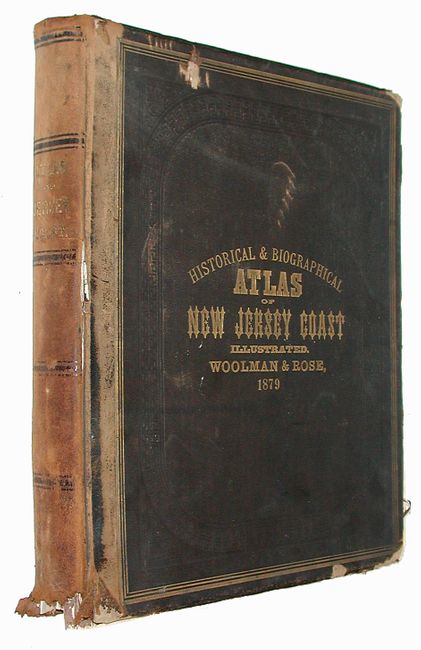 HISTORICAL & BIOGRAPHICAL
ATLAS
OF
NEW JERSEY COAST
ILLUSTRATED.
WOOLMAN & ROSE,
1879